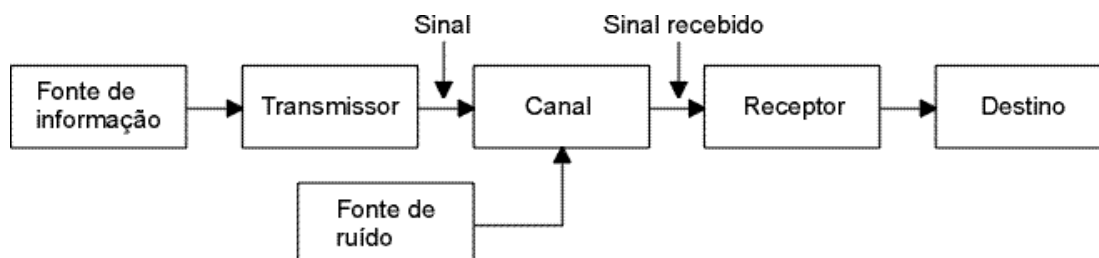 Sinal
Sinal recebido
Fonte de
informação
Transmissor
Canal
Receptor
Destino
Fonte de
ruído